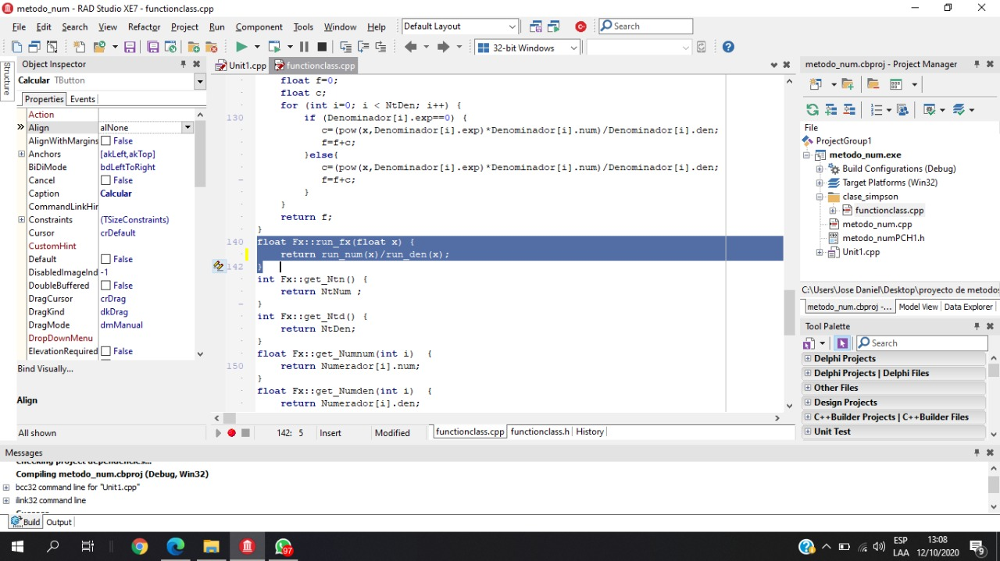 metodo_num - RAD Studio XE7 - functionclass.cpp
File Edit Search View Refactor Project Run Component Tools Window Help
Default Layout
Search
32-bit Windows
Structure
Object Inspector
Calcular TButton
Properties Events
Action
Align alNone
AlignWithMargins False
Anchors [akLeft,akTop]
BiDiMode bdLeftToRight
Cancel False
Caption Calcular
CommandLinkHin
Constraints (TSizeConstraints)
Cursor crDefault
CustomHint
Default False
DisabledImageInd -1
DoubleBuffered False
DragCursor crDrag
DragKind dkDrag
DragMode dmManual
DropDownMenu
ElevationRequired False
Bind Visually...
Align
All shown
Unit1.cpp functionclass.cpp
float f=0;
float c;
for (int i=0; i < NtDen; i++) {
130 if (Denominador[i].exp==0) {
c=(pow(x,Denominador[i].exp)*Denominador[i].num)/Denominador[i].den;
f=f+c;
}else{
c=(pow(x,Denominador[i].exp)*Denominador[i].num)/Denominador[i].den;
f=f+c;
}
}
return f;
}
140 float Fx::run_fx(float x) {
return run_num(x)/run_den(x);
142 }
int Fx::get_Ntn() {
return NtNum ;
}
int Fx::get_Ntd() {
return NtDen;
}
float Fx::get_Numnum(int i) {
150 return Numerador[i].num;
}
float Fx::get_Numden(int i) {
return Numerador[i].den;
142: 5 Insert Modified functionclass.cpp functionclass.h History
metodo_num.cbproj - Project Manager
File
ProjectGroup1
metodo_num.exe
Build Configurations (Debug)
Target Platforms (Win32)
clase_simpson
functionclass.cpp
metodo_num.cpp
metodo_numPCH1.h
Unit1.cpp
C:\Users\Jose Daniel\Desktop\proyecto de metodos
metodo_num.cbproj -... Model View Data Explorer
Tool Palette
Search
Delphi Projects
Delphi Projects | Delphi Files
Other Files
Design Projects
C++Builder Projects | C++Builder Files
Unit Test
Messages
Checking project dependencies...
Compiling metodo_num.cbproj (Debug, Win32)
bcc32 command line for "Unit1.cpp"
ilink32 command line
Success
Build Output
97
ESP
LAA
13:08
12/10/2020
9